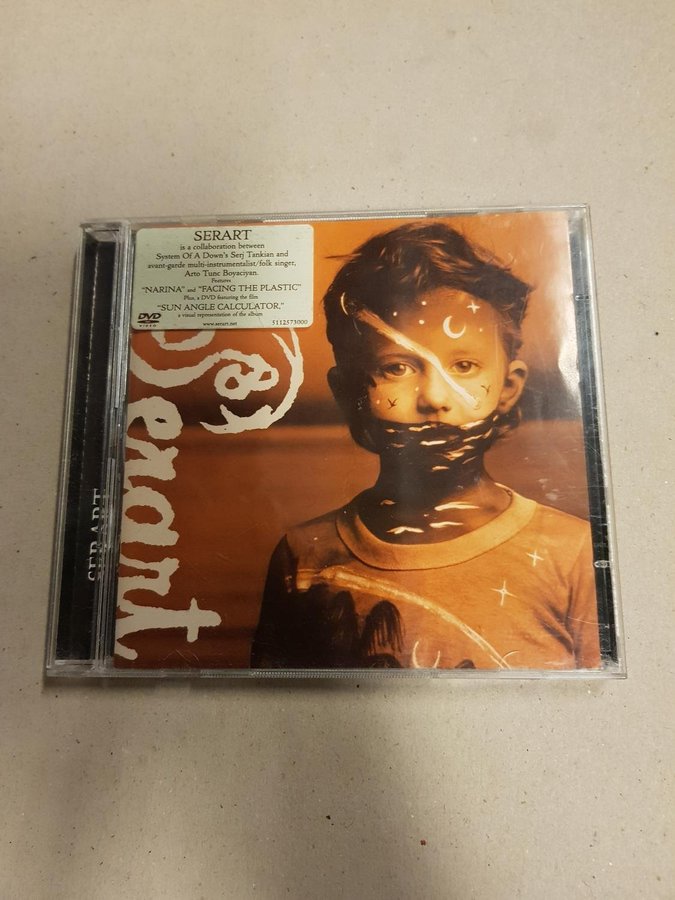 SERART
is a collaboration between
System Of A Down's Serj Tankian and
avant-garde multi-instrumentalist/folk singer,
Arto Tunc Boyaciyan.
Features
"NARINA" and "FACING THE PLASTIC"
Plus, a DVD featuring the film
"SUN ANGLE CALCULATOR,"
a visual representation of the album
DVD
VIDEO
www.serart.net
5112573000
Serart
SERART